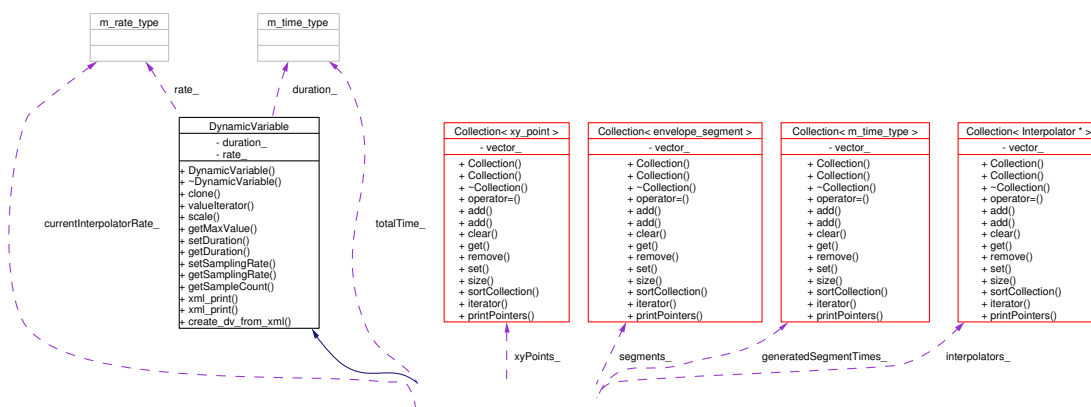 m_rate_type
m_time_type
rate_
duration_
DynamicVariable
- duration_
- rate_
+ DynamicVariable()
+ ~DynamicVariable()
+ clone()
+ valueIterator()
+ scale()
+ getMaxValue()
+ setDuration()
+ getDuration()
+ setSamplingRate()
+ getSamplingRate()
+ getSampleCount()
+ xml_print()
+ xml_print()
+ create_dv_from_xml()
Collection< xy_point >
- vector_
+ Collection()
+ Collection()
+ ~Collection()
+ operator=()
+ add()
+ add()
+ clear()
+ get()
+ remove()
+ set()
+ size()
+ sortCollection()
+ iterator()
+ printPointers()
Collection< envelope_segment >
- vector_
+ Collection()
+ Collection()
+ ~Collection()
+ operator=()
+ add()
+ add()
+ clear()
+ get()
+ remove()
+ set()
+ size()
+ sortCollection()
+ iterator()
+ printPointers()
Collection< m_time_type >
- vector_
+ Collection()
+ Collection()
+ ~Collection()
+ operator=()
+ add()
+ add()
+ clear()
+ get()
+ remove()
+ set()
+ size()
+ sortCollection()
+ iterator()
+ printPointers()
Collection< Interpolator * >
- vector_
+ Collection()
+ Collection()
+ ~Collection()
+ operator=()
+ add()
+ add()
+ clear()
+ get()
+ remove()
+ set()
+ size()
+ sortCollection()
+ iterator()
+ printPointers()
currentInterpolatorRate_
totalTime_
xyPoints_
segments_
generatedSegmentTimes_
interpolators_